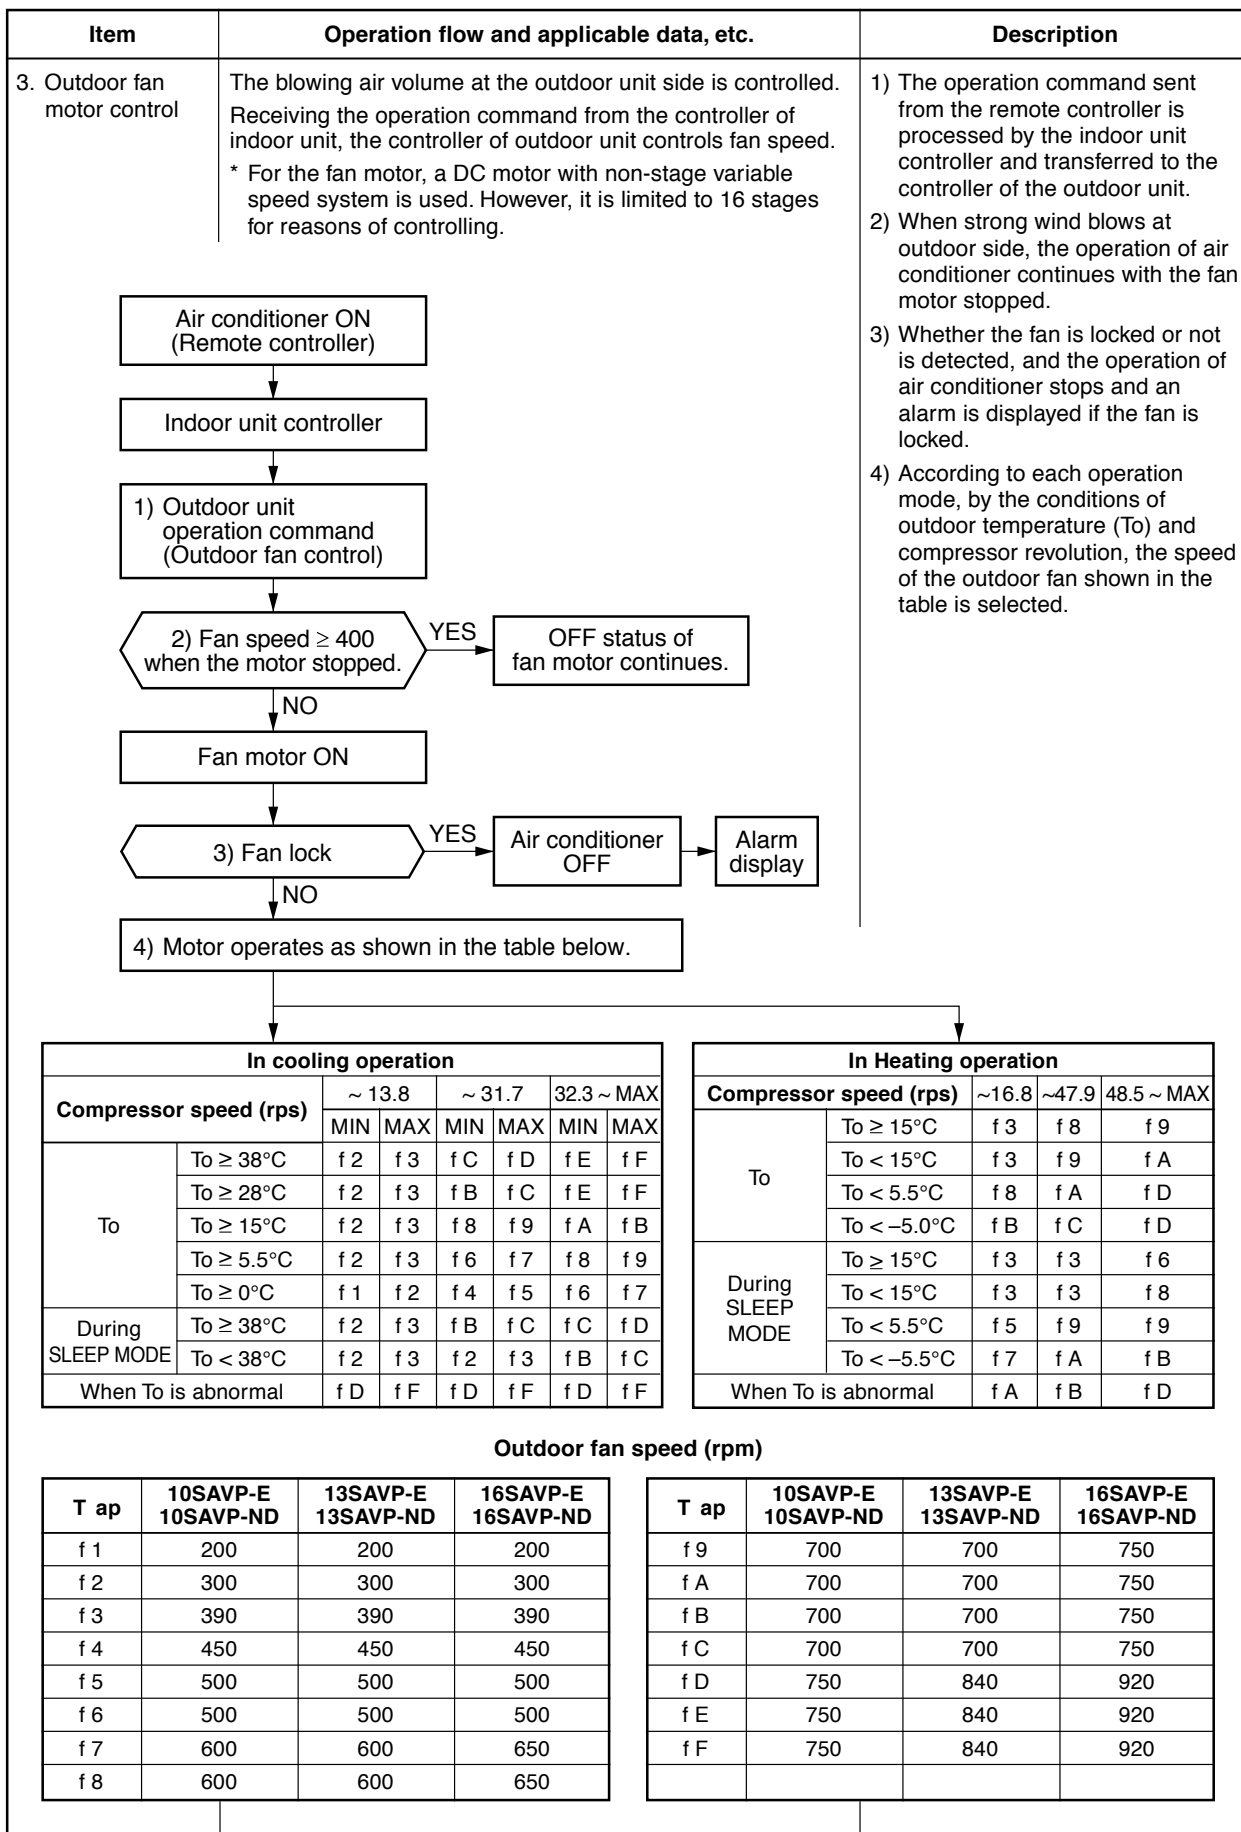 Item Operation flow and applicable data, etc. Description
3. Outdoor fan
motor control
The blowing air volume at the outdoor unit side is controlled.
Receiving the operation command from the controller of
indoor unit, the controller of outdoor unit controls fan speed.
* For the fan motor, a DC motor with non-stage variable
speed system is used. However, it is limited to 16 stages
for reasons of controlling.
1) The operation command sent
from the remote controller is
processed by the indoor unit
controller and transferred to the
controller of the outdoor unit.
2) When strong wind blows at
outdoor side, the operation of air
conditioner continues with the fan
motor stopped.
3) Whether the fan is locked or not
is detected, and the operation of
air conditioner stops and an
alarm is displayed if the fan is
locked.
4) According to each operation
mode, by the conditions of
outdoor temperature (To) and
compressor revolution, the speed
of the outdoor fan shown in the
table is selected.
Air conditioner ON
(Remote controller)
Indoor unit controller
1) Outdoor unit
operation command
(Outdoor fan control)
2) Fan speed ≥ 400
when the motor stopped.
YES
OFF status of
fan motor continues.
NO
Fan motor ON
3) Fan lock
YES
Air conditioner
OFF
Alarm
display
NO
4) Motor operates as shown in the table below.
In cooling operation
Compressor speed (rps) ~ 13.8 ~ 31.7 32.3 ~ MAX
MIN MAX MIN MAX MIN MAX
To
To ≥ 38°C f 2 f 3 f C f D f E f F
To ≥ 28°C f 2 f 3 f B f C f E f F
To ≥ 15°C f 2 f 3 f 8 f 9 f A f B
To ≥ 5.5°C f 2 f 3 f 6 f 7 f 8 f 9
To ≥ 0°C f 1 f 2 f 4 f 5 f 6 f 7
During
SLEEP MODE
To ≥ 38°C f 2 f 3 f B f C f C f D
To < 38°C f 2 f 3 f 2 f 3 f B f C
When To is abnormal f D f F f D f F f D f F
In Heating operation
Compressor speed (rps) ~16.8 ~47.9 48.5 ~ MAX
To
To ≥ 15°C f 3 f 8 f 9
To < 15°C f 3 f 9 f A
To < 5.5°C f 8 f A f D
To < –5.0°C f B f C f D
During
SLEEP
MODE
To ≥ 15°C f 3 f 3 f 6
To < 15°C f 3 f 3 f 8
To < 5.5°C f 5 f 9 f 9
To < –5.5°C f 7 f A f B
When To is abnormal f A f B f D
Outdoor fan speed (rpm)
T ap 10SAVP-E 13SAVP-E 16SAVP-E
10SAVP-ND 13SAVP-ND 16SAVP-ND
f 1 200 200 200
f 2 300 300 300
f 3 390 390 390
f 4 450 450 450
f 5 500 500 500
f 6 500 500 500
f 7 600 600 650
f 8 600 600 650
T ap 10SAVP-E 13SAVP-E 16SAVP-E
10SAVP-ND 13SAVP-ND 16SAVP-ND
f 9 700 700 750
f A 700 700 750
f B 700 700 750
f C 700 700 750
f D 750 840 920
f E 750 840 920
f F 750 840 920